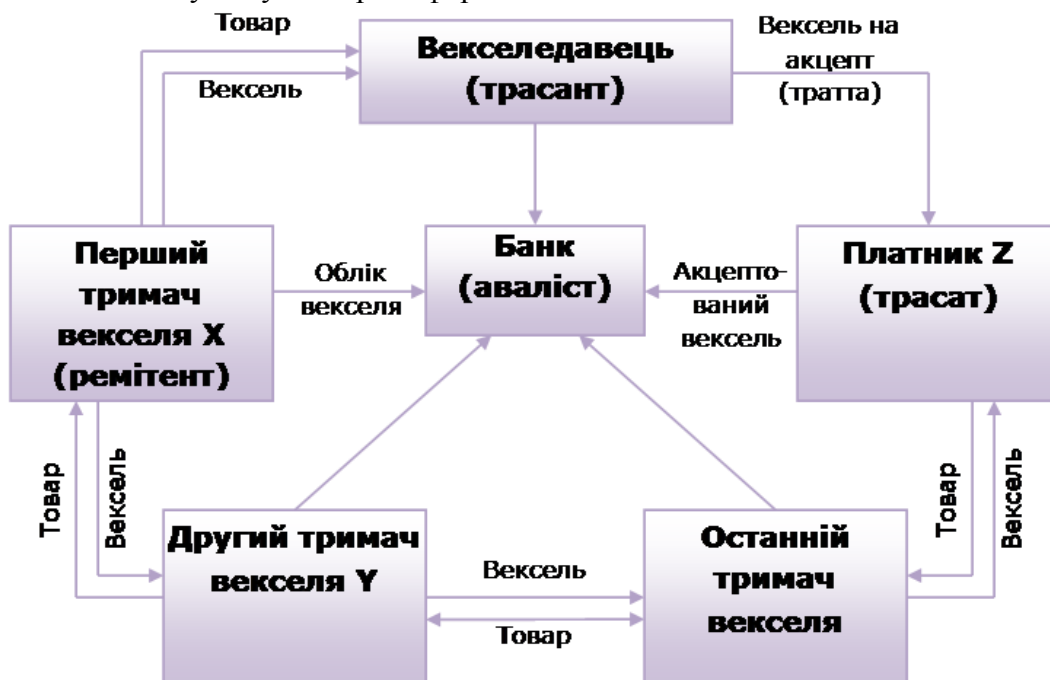 Товар
Вексель
Векселедавець
(трасант)
Вексель на
акцепт
(тратта)
Перший
тримач
векселя X
(ремітент)
Облік
векселя
Банк
(аваліст)
Акцепто-
ваний
вексель
Платник Z
(трасат)
Товар
Вексель
Товар
Вексель
Другий тримач
векселя Y
Вексель
Товар
Останній
тримач
векселя